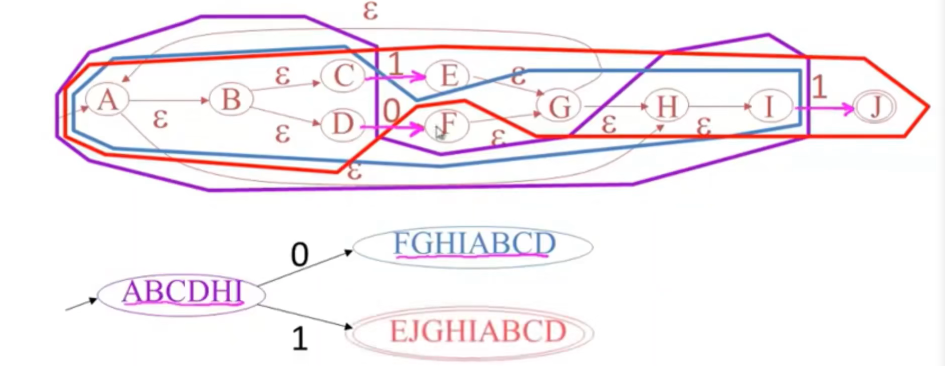 ε
A ε B ε C 1 E ε G ε H ε I 1 J
ε D 0 F ε
ε
0 FGHIABCD
ABCDHI
1 EJGHIABCD